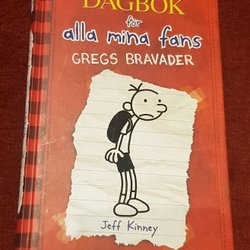 DAGBOK
för
alla mina fans
GREGS BRAVADER
Jeff Kinney